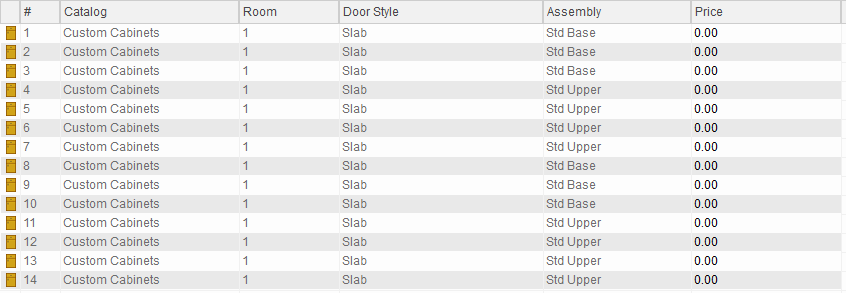 # Catalog Room Door Style Assembly Price
1 Custom Cabinets 1 Slab Std Base 0.00
2 Custom Cabinets 1 Slab Std Base 0.00
3 Custom Cabinets 1 Slab Std Base 0.00
4 Custom Cabinets 1 Slab Std Upper 0.00
5 Custom Cabinets 1 Slab Std Upper 0.00
6 Custom Cabinets 1 Slab Std Upper 0.00
7 Custom Cabinets 1 Slab Std Upper 0.00
8 Custom Cabinets 1 Slab Std Base 0.00
9 Custom Cabinets 1 Slab Std Base 0.00
10 Custom Cabinets 1 Slab Std Base 0.00
11 Custom Cabinets 1 Slab Std Upper 0.00
12 Custom Cabinets 1 Slab Std Upper 0.00
13 Custom Cabinets 1 Slab Std Upper 0.00
14 Custom Cabinets 1 Slab Std Upper 0.00